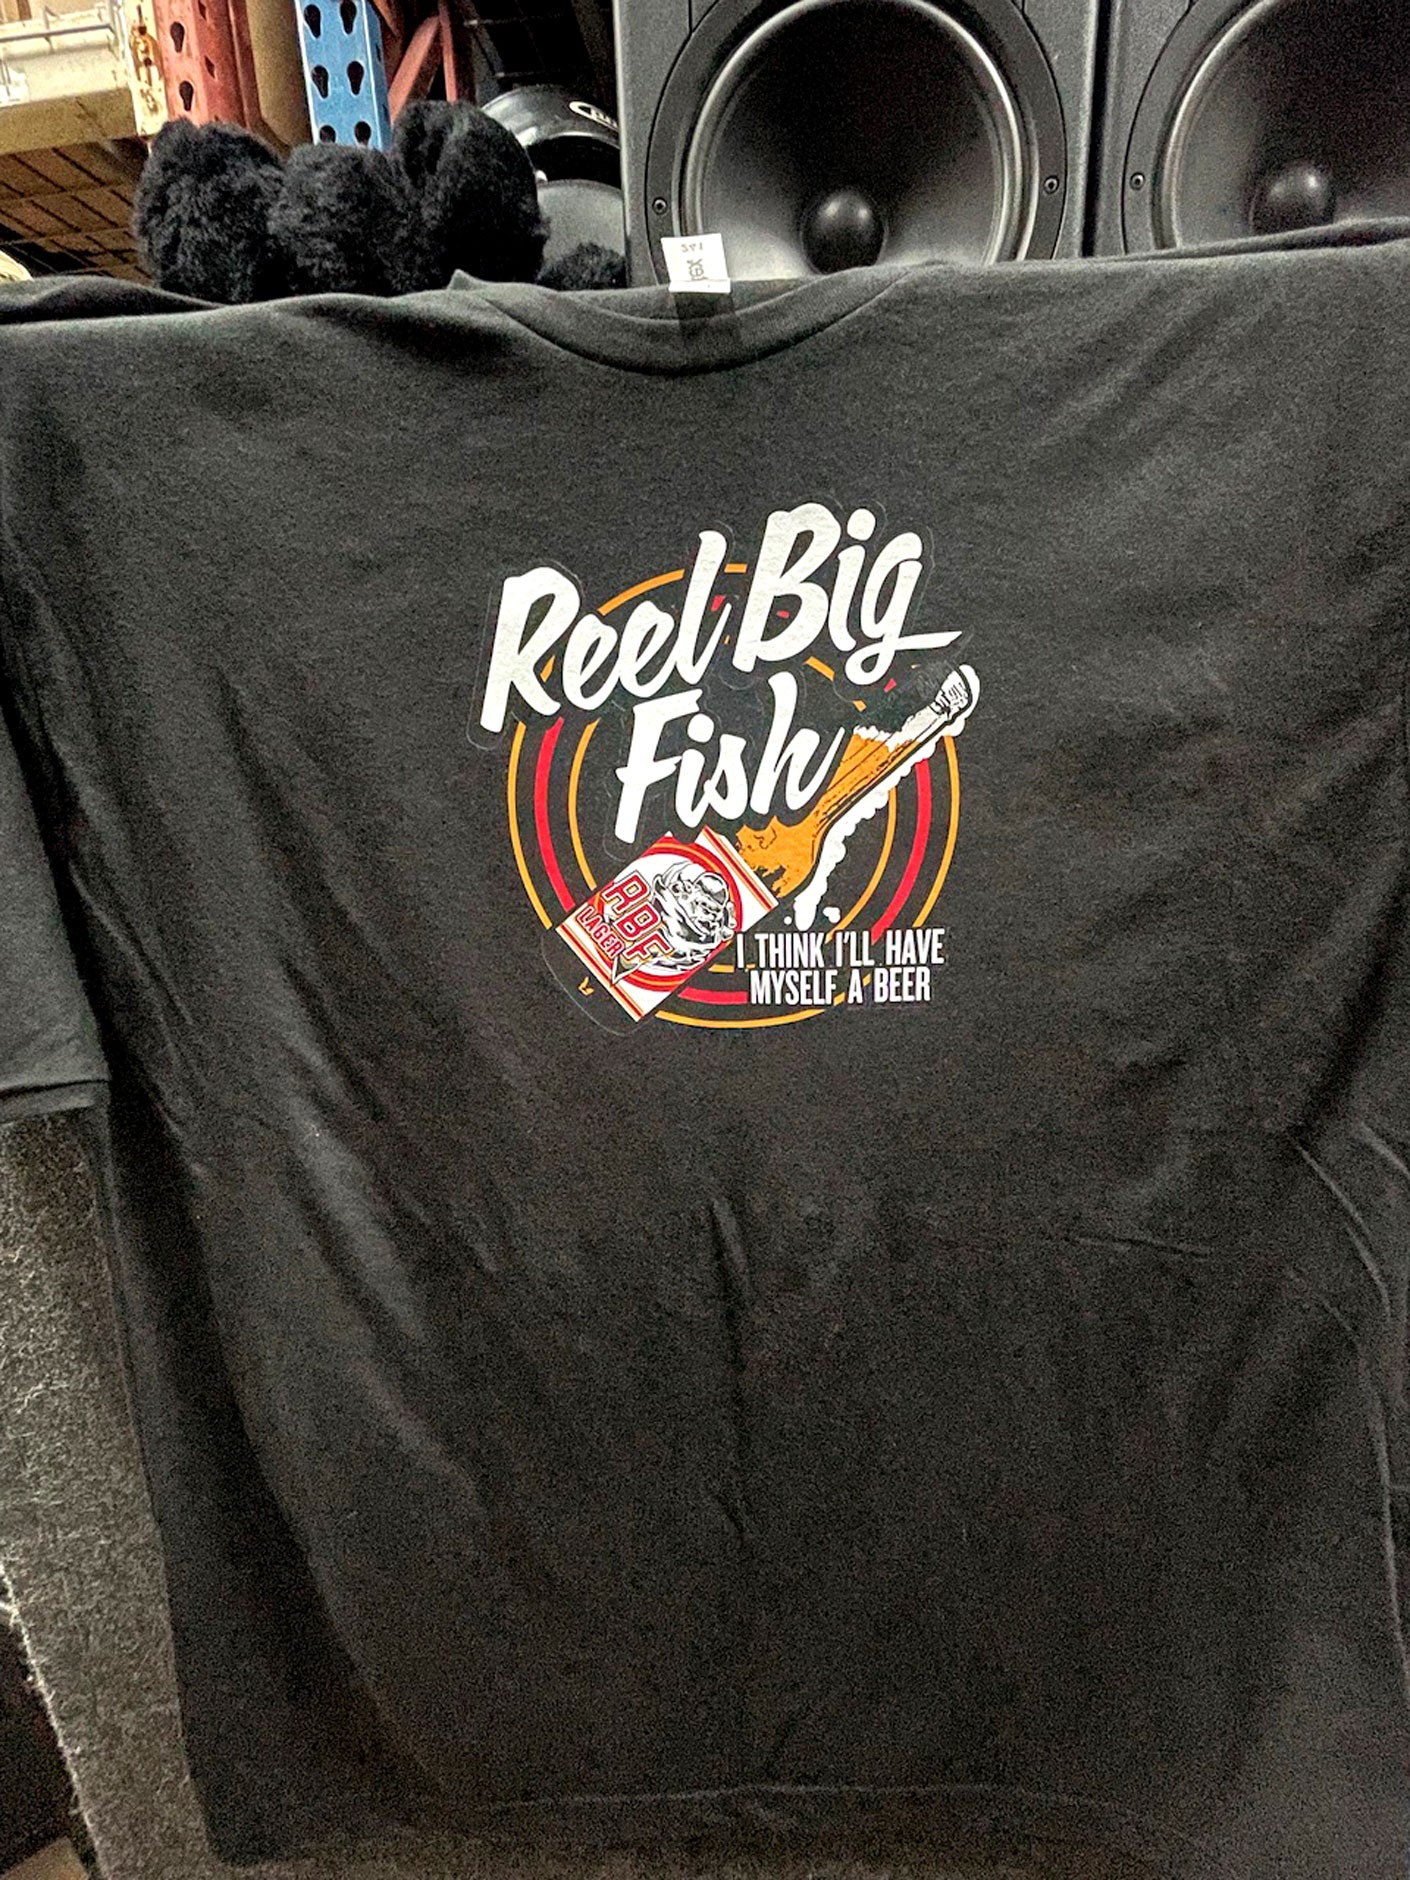 Reel Big
Fish
RBF
LAGER
I THINK I'LL HAVE
MYSELF A BEER